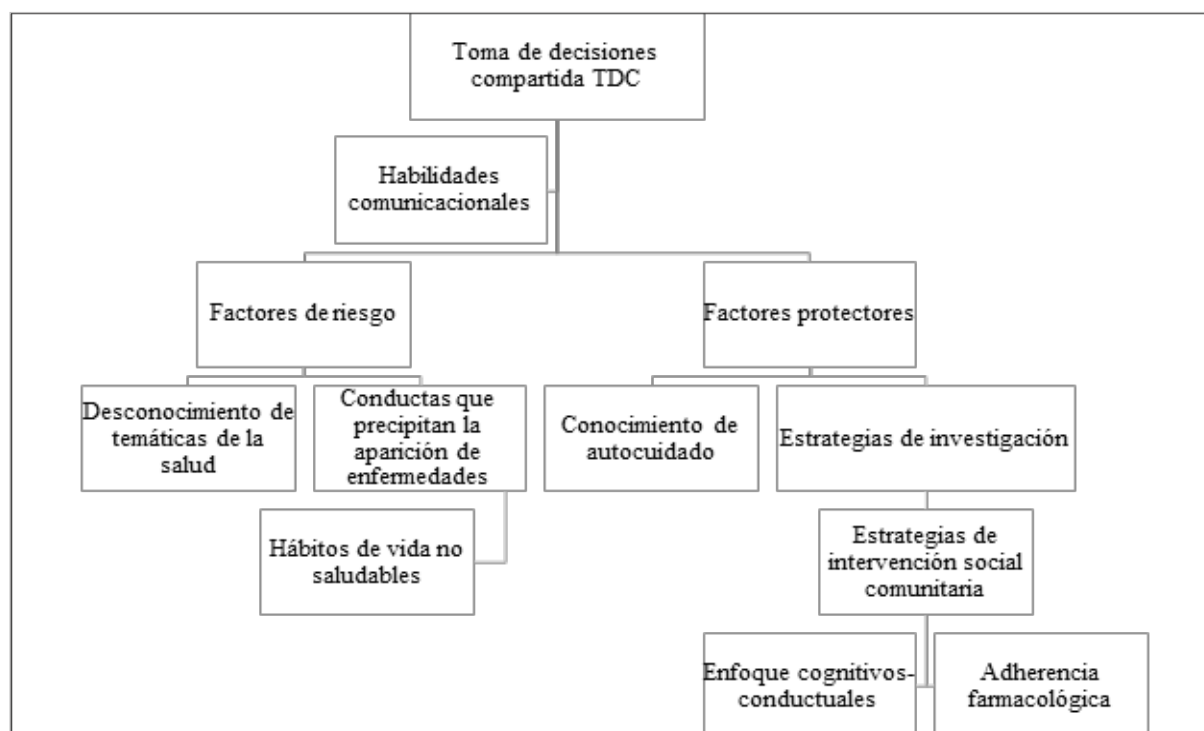 Toma de decisiones
compartida TDC
Habilidades
comunicacionales
Factores de riesgo
Factores protectores
Desconocimiento de
temáticas de la
salud
Conductas que
precipitan la
aparición de
enfermedades
Conocimiento de
autocuidado
Estrategias de investigación
Hábitos de vida no
saludables
Estrategias de
intervención social
comunitaria
Enfoque cognitivos-
conductuales
Adherencia
farmacológica